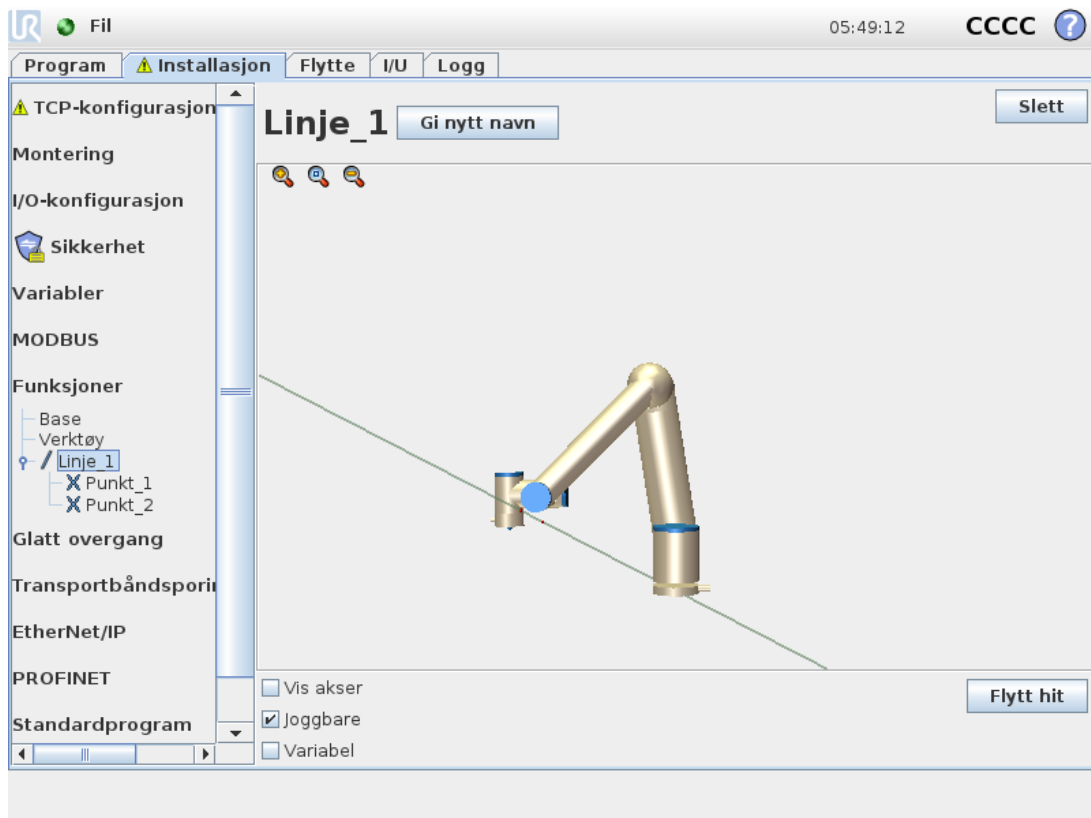 UR Fil 05:49:12 CCCC ?
Program Installasjon Flytte I/U Logg
TCP-konfigurasjon
Montering
I/O-konfigurasjon
Sikkerhet
Variabler
MODBUS
Funksjoner
Base
Verktøy
Linje_1
Punkt_1
Punkt_2
Glatt overgang
Transportbåndsporin
EtherNet/IP
PROFINET
Standardprogram
Linje_1 Gi nytt navn Slett
Vis akser
Joggbare
Variabel
Flytt hit